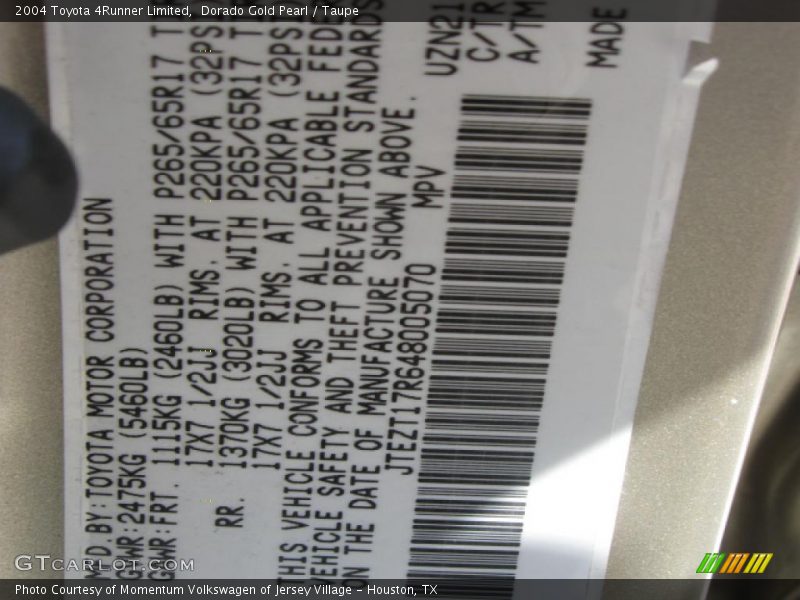 2004 Toyota 4Runner Limited, Dorado Gold Pearl / Taupe
MFD.BY:TOYOTA MOTOR CORPORATION
GVWR:2475KG (5460LB)
GAWR:FRT. 1115KG (2460LB) WITH P265/65R17
17X7 1/2JJ RIMS, AT 220KPA (32PSI
RR. 1370KG (3020LB) WITH P265/65R17
17X7 1/2JJ RIMS, AT 220KPA (32PSI
THIS VEHICLE CONFORMS TO ALL APPLICABLE
VEHICLE SAFETY AND THEFT PREVENTION STANDARDS
ON THE DATE OF MANUFACTURE SHOWN ABOVE.
JTEZT17R648005070 MPV
UZN21
C/TR
A/TM
MADE
GTCARLOT.COM
Photo Courtesy of Momentum Volkswagen of Jersey Village - Houston, TX